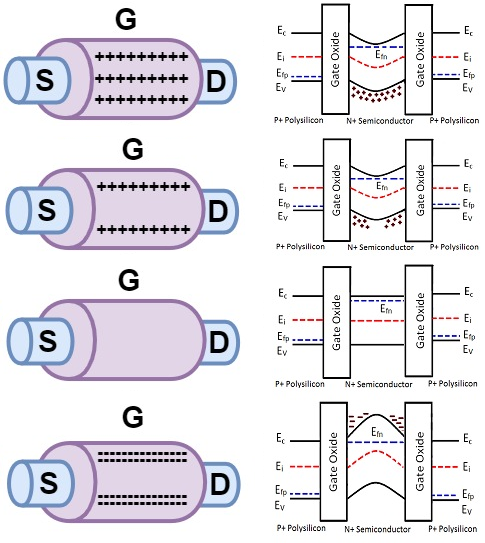 G
S
D
+++++++++
+++++++++
+++++++++
Ec
Ei
Efp
EV
Gate Oxide
Efn
Gate Oxide
Ec
Ei
Efp
EV
P+ Polysilicon
N+ Semiconductor
P+ Polysilicon
G
S
D
+++++++++
+++++++++
Ec
Ei
Efp
EV
Gate Oxide
Efn
Gate Oxide
Ec
Ei
Efp
EV
P+ Polysilicon
N+ Semiconductor
P+ Polysilicon
G
S
D
Ec
Ei
Efp
EV
Gate Oxide
Efn
Gate Oxide
Ec
Ei
Efp
EV
P+ Polysilicon
N+ Semiconductor
P+ Polysilicon
G
S
D
Ec
Ei
Efp
EV
Gate Oxide
Efn
Gate Oxide
Ec
Ei
Efp
EV
P+ Polysilicon
N+ Semiconductor
P+ Polysilicon